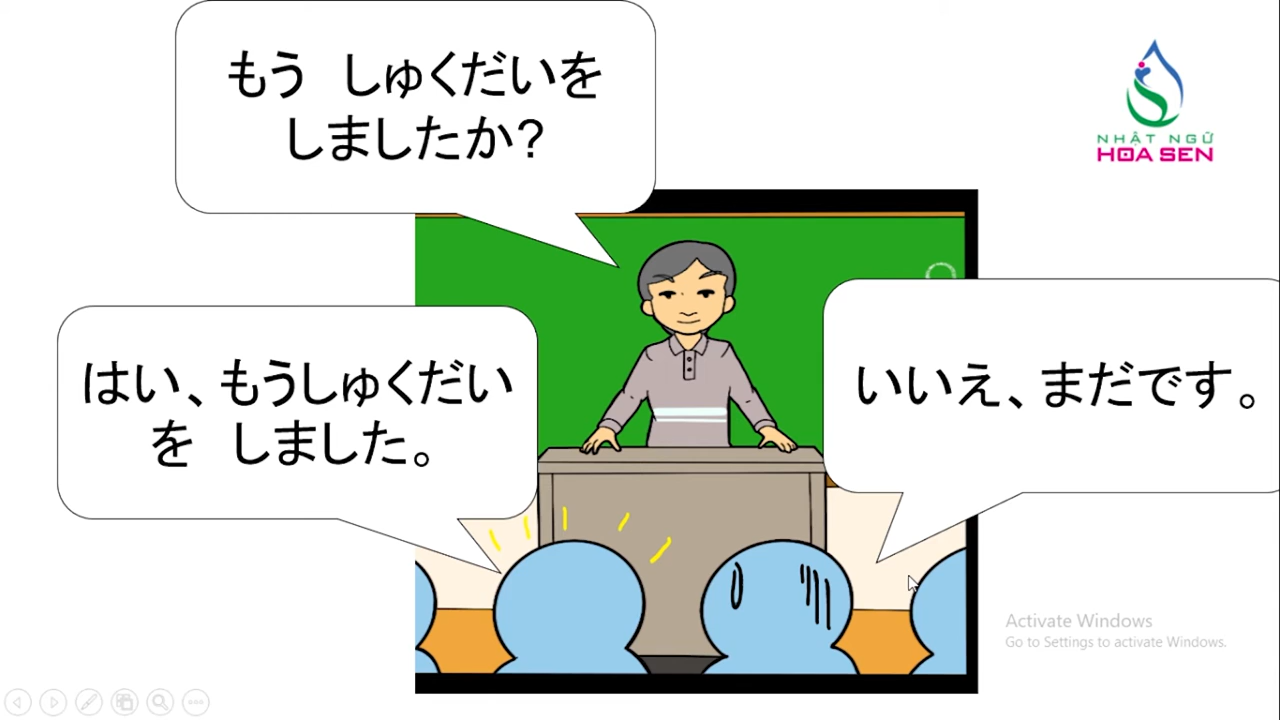 もう　しゅくだいを
しましたか?
NHẬT NGỮ
HOA SEN
はい、もうしゅくだい
を　しました。
いいえ、まだです。
Activate Windows
Go to Settings to activate Windows.